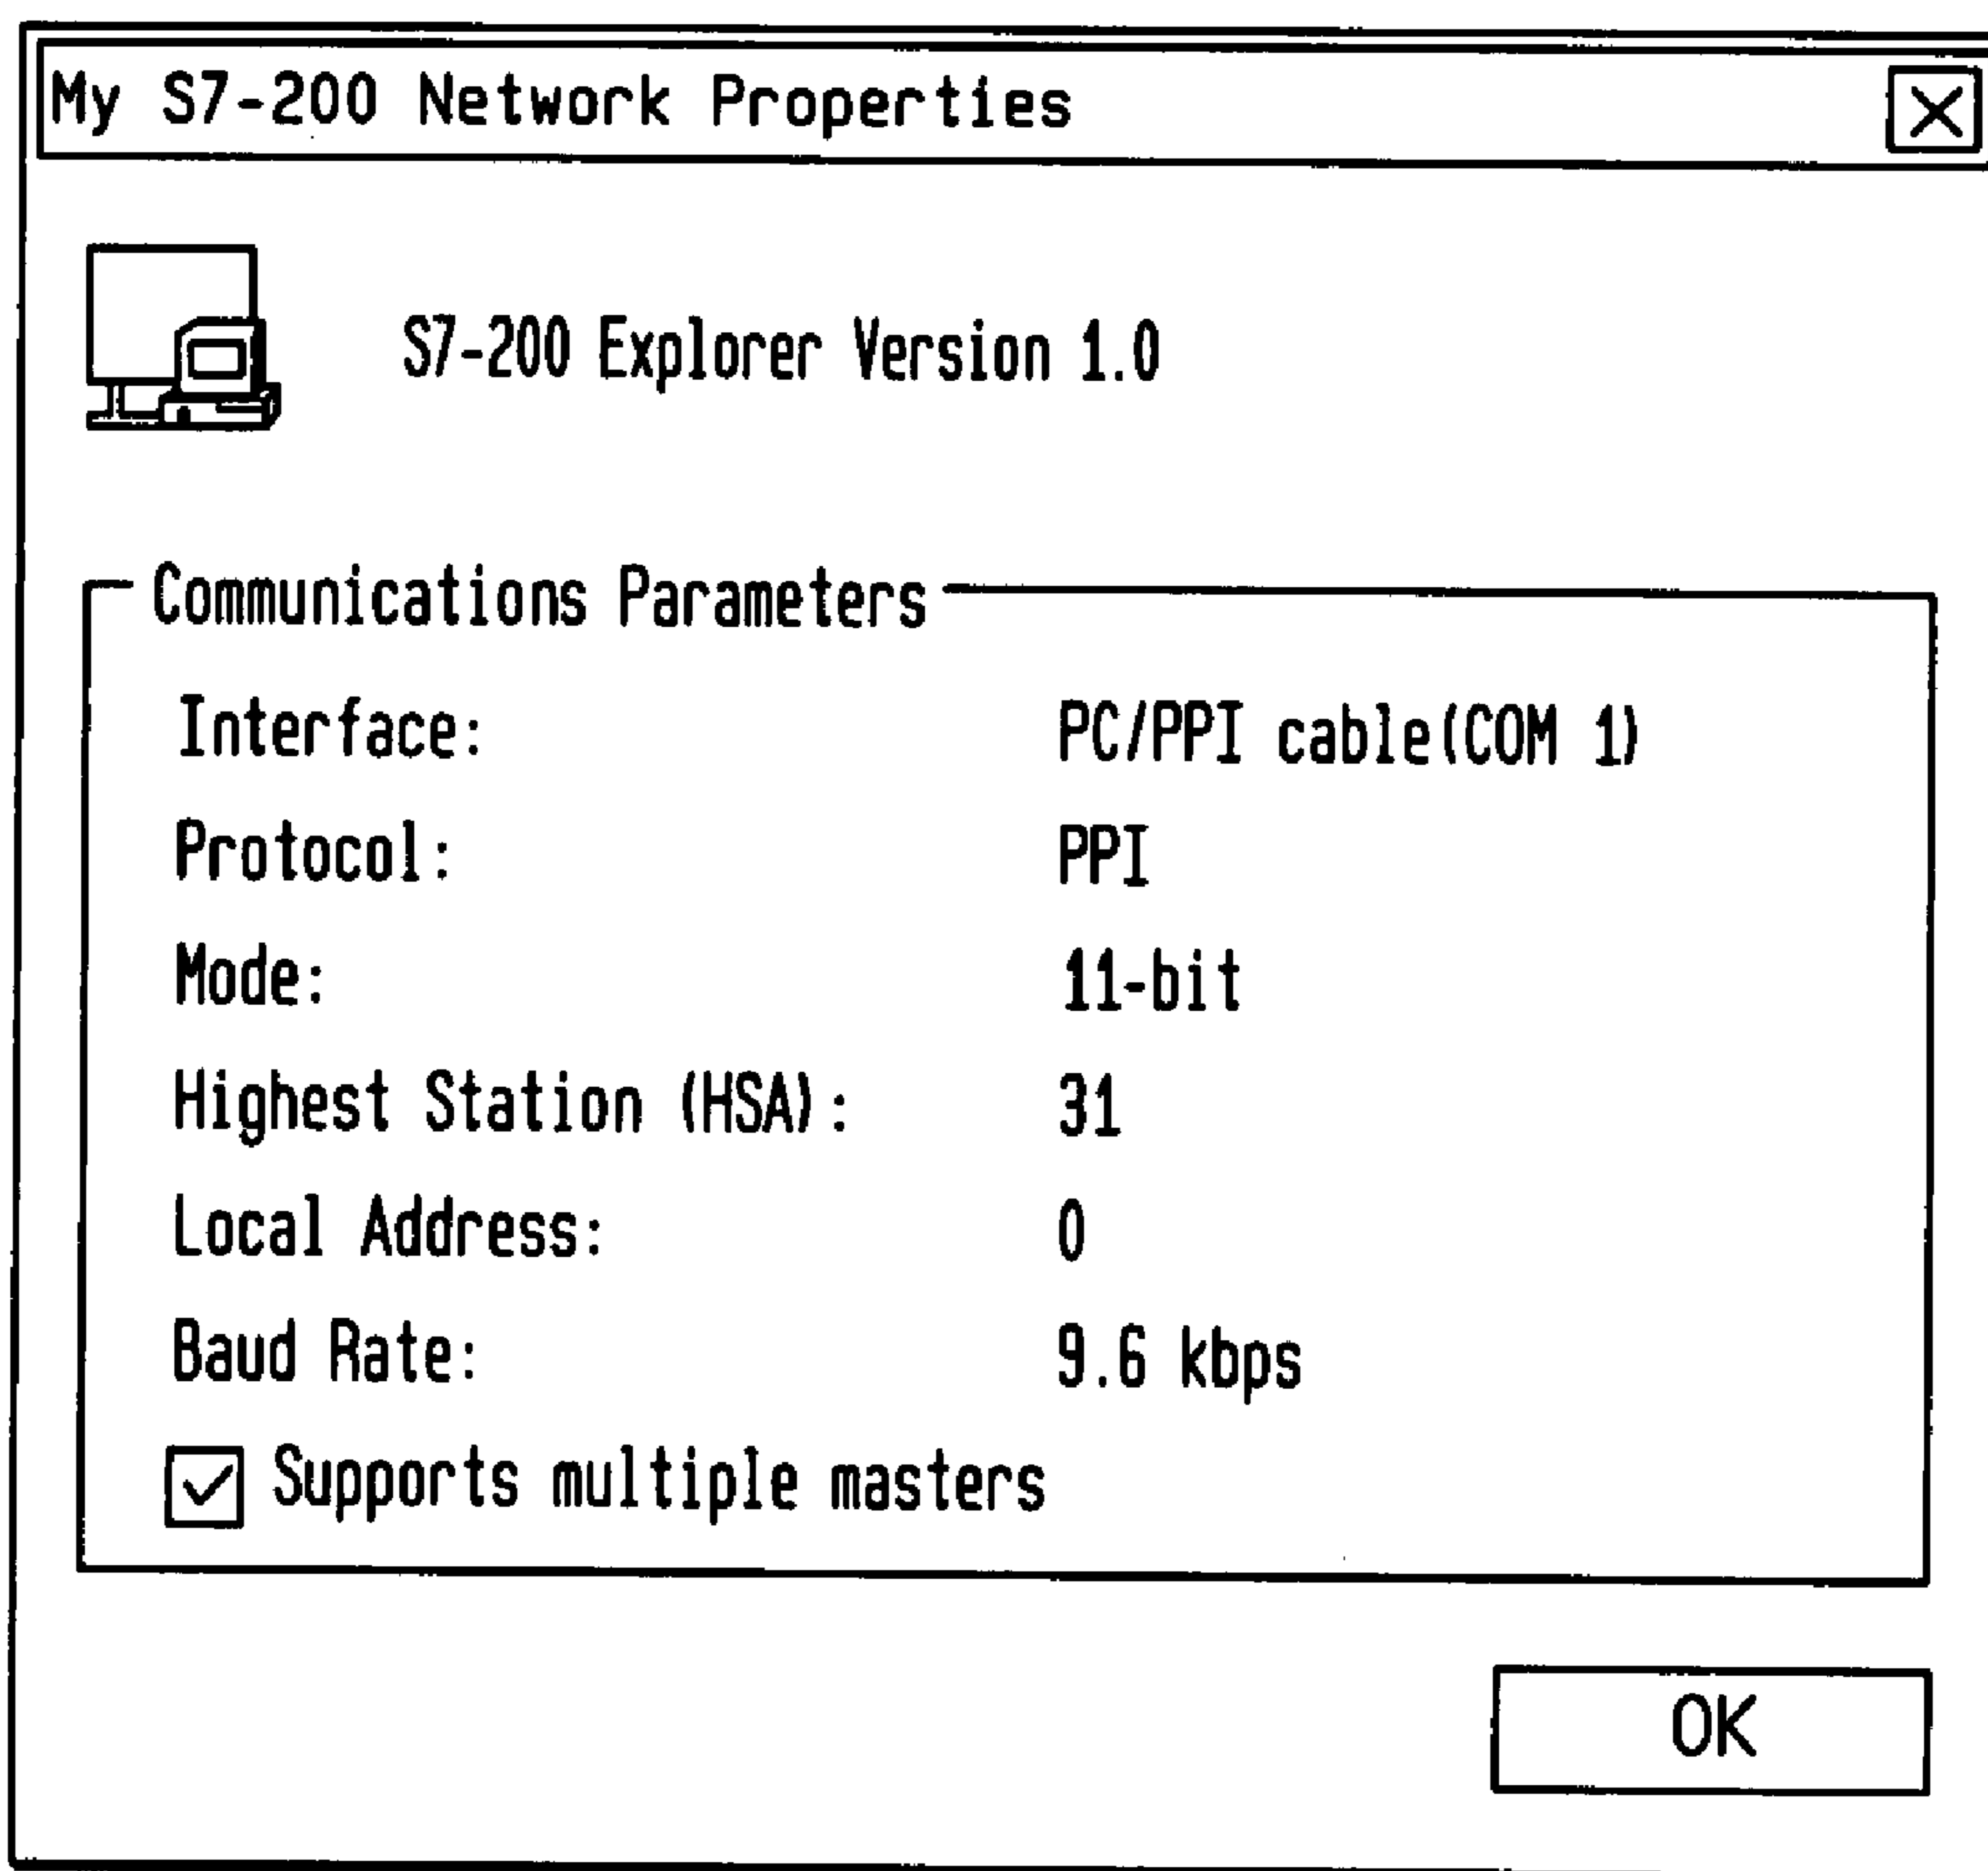 My S7-200 Network Properties
S7-200 Explorer Version 1.0
Communications Parameters
Interface: PC/PPI cable(COM 1)
Protocol: PPI
Mode: 11-bit
Highest Station (HSA): 31
Local Address: 0
Baud Rate: 9.6 kbps
Supports multiple masters
OK